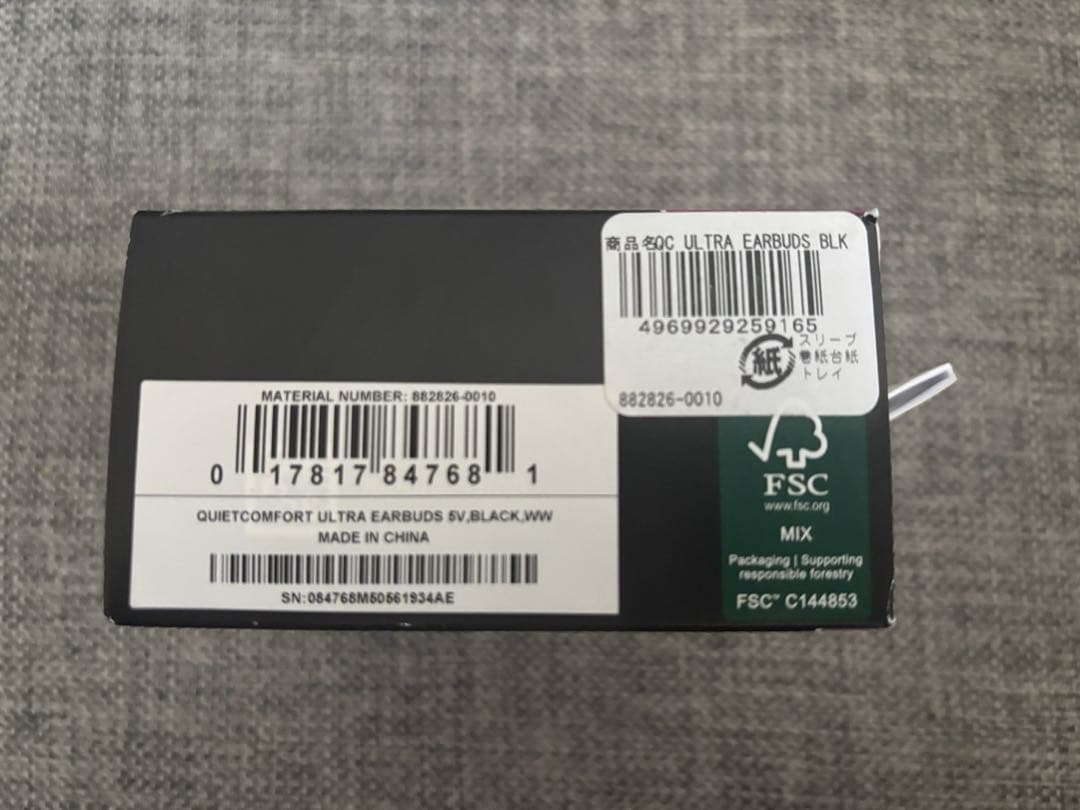 商品名QC ULTRA EARBUDS BLK
4969929259165
紙
スリーブ
巻紙台紙
トレイ
882826-0010
MATERIAL NUMBER: 882826-0010
0 17817 84768 1
QUIETCOMFORT ULTRA EARBUDS 5V,BLACK,WW
MADE IN CHINA
SN:084768M50561934AE
FSC
www.fsc.org
MIX
Packaging | Supporting
responsible forestry
FSC™ C144853